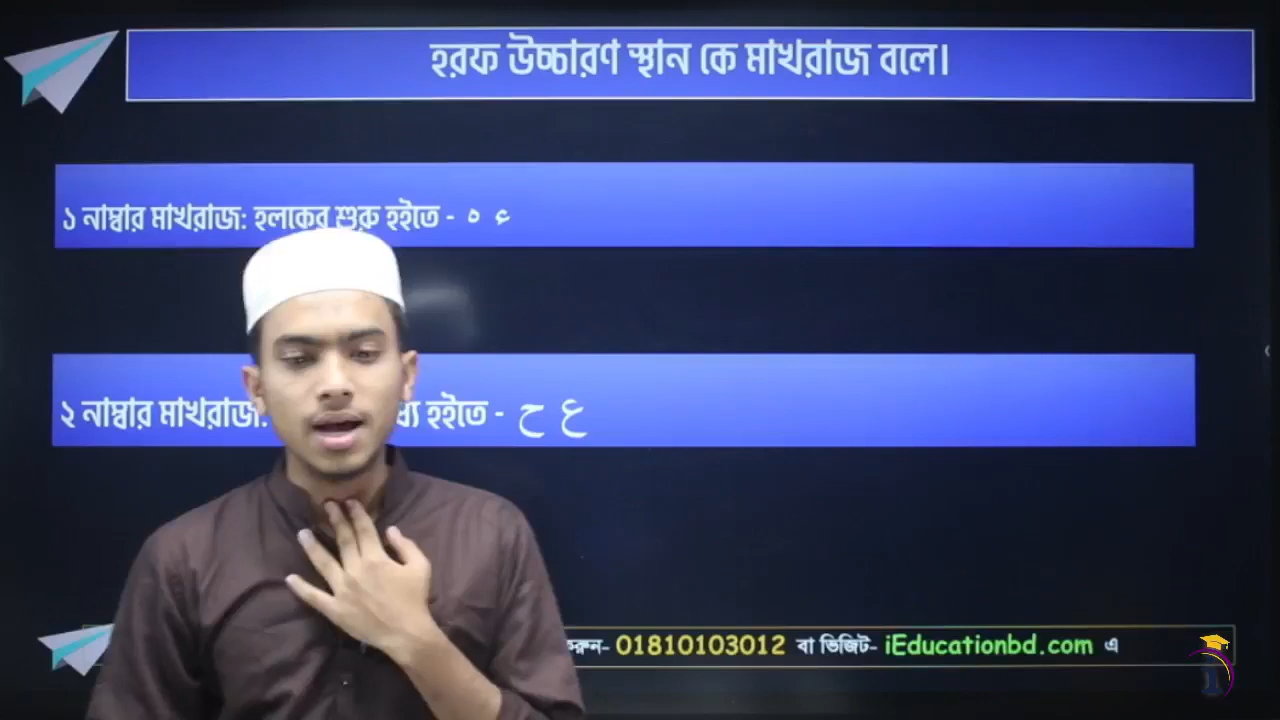 হরফ উচ্চারণ স্থান কে মাখরাজ বলে।
১ নাম্বার মাখরাজ: হলকের শুরু হইতে - ه ء
২ নাম্বার মাখরাজ: হইতে - ح ع
01810103012 বা ভিজিট- iEducationbd.com এ